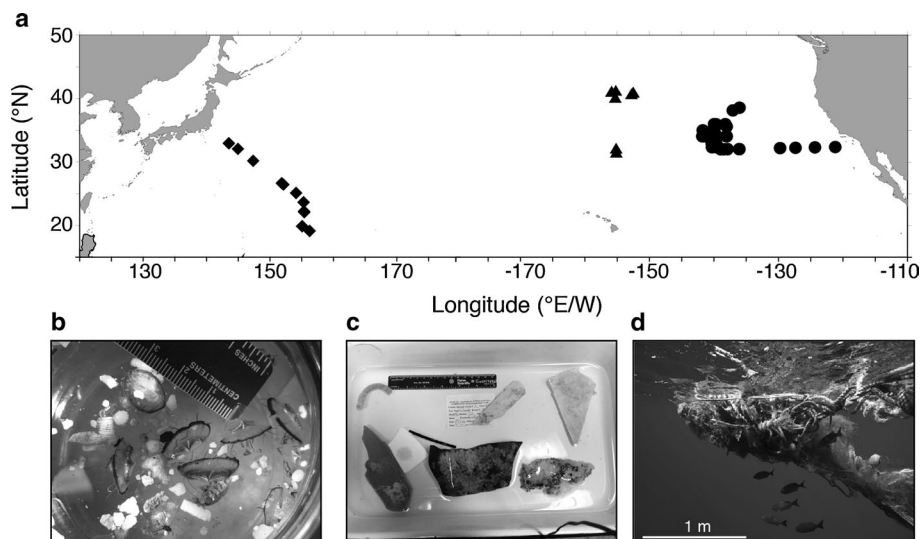 a
50
40
30
20
Latitude (°N)
130
150
170
-170
-150
-130
-110
Longitude (°E/W)
b
c
d
INCHES
CENTIMETERS
1 m